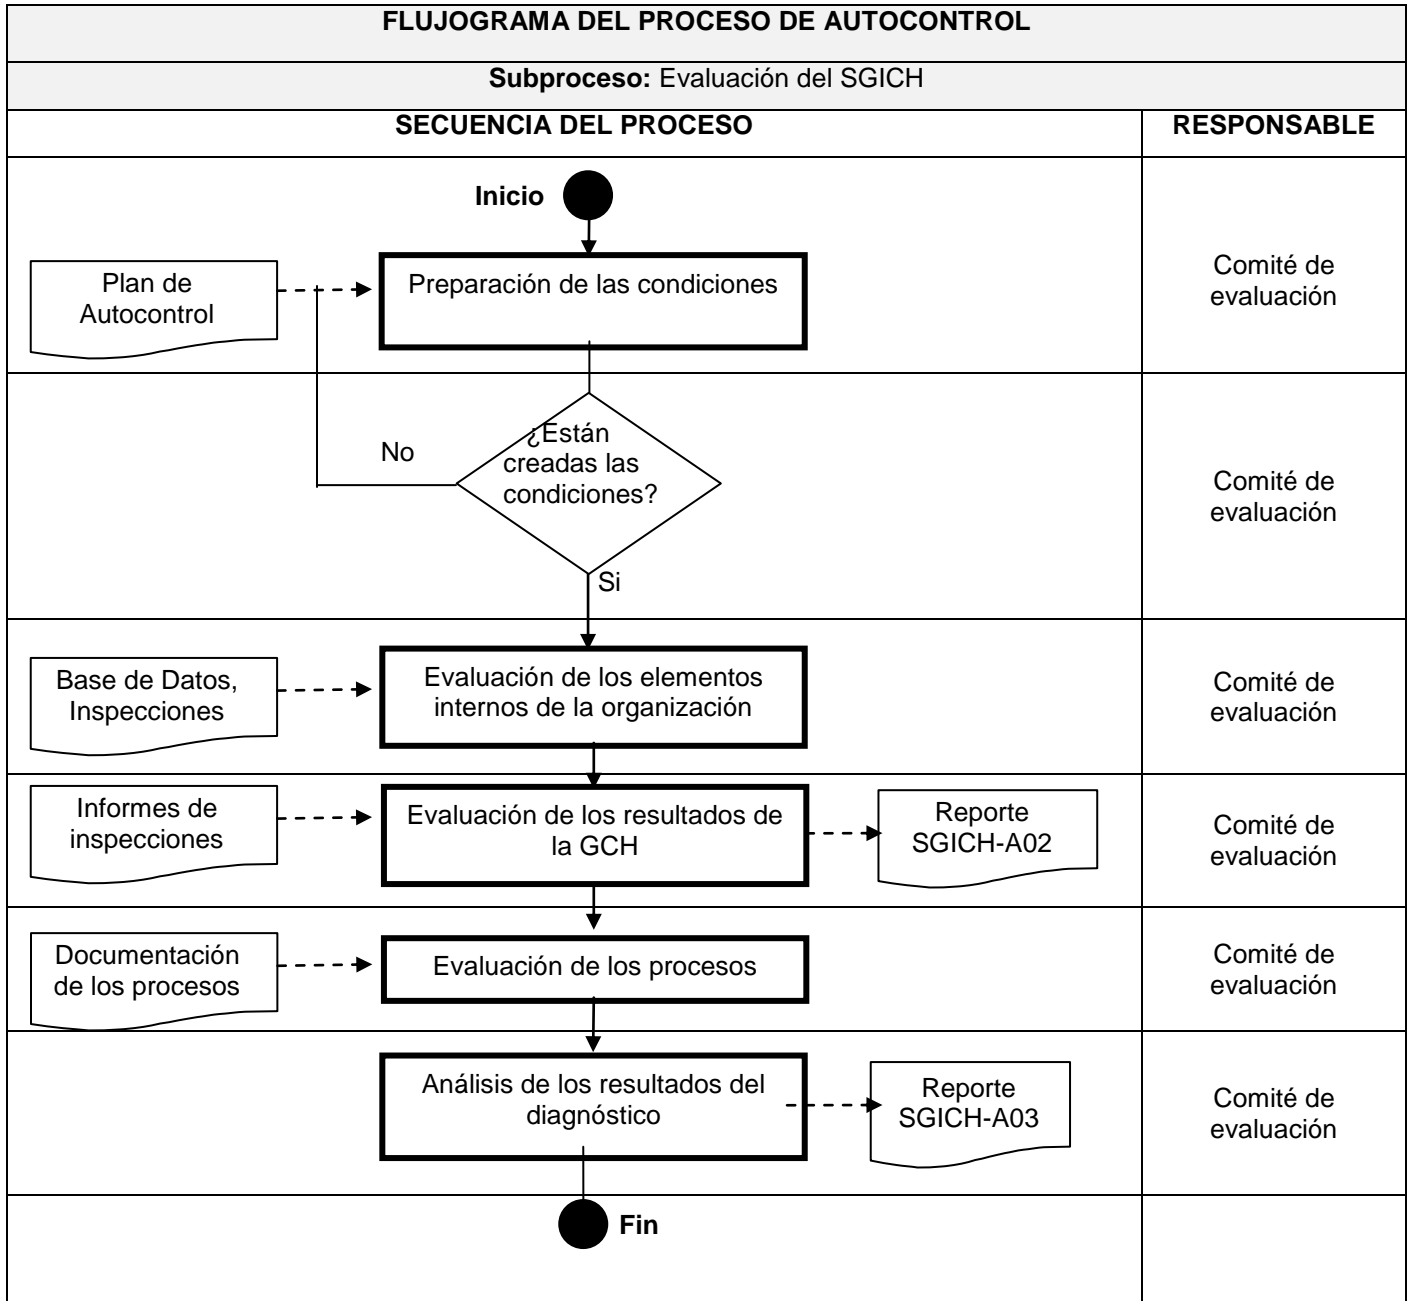 FLUJOGRAMA DEL PROCESO DE AUTOCONTROL
Subproceso: Evaluación del SGICH
SECUENCIA DEL PROCESO
RESPONSABLE
Inicio
Plan de
Autocontrol
Preparación de las condiciones
Comité de
evaluación
No
¿Están
creadas las
condiciones?
Si
Comité de
evaluación
Base de Datos,
Inspecciones
Evaluación de los elementos
internos de la organización
Comité de
evaluación
Informes de
inspecciones
Evaluación de los resultados de
la GCH
Reporte
SGICH-A02
Comité de
evaluación
Documentación
de los procesos
Evaluación de los procesos
Comité de
evaluación
Análisis de los resultados del
diagnóstico
Reporte
SGICH-A03
Comité de
evaluación
Fin